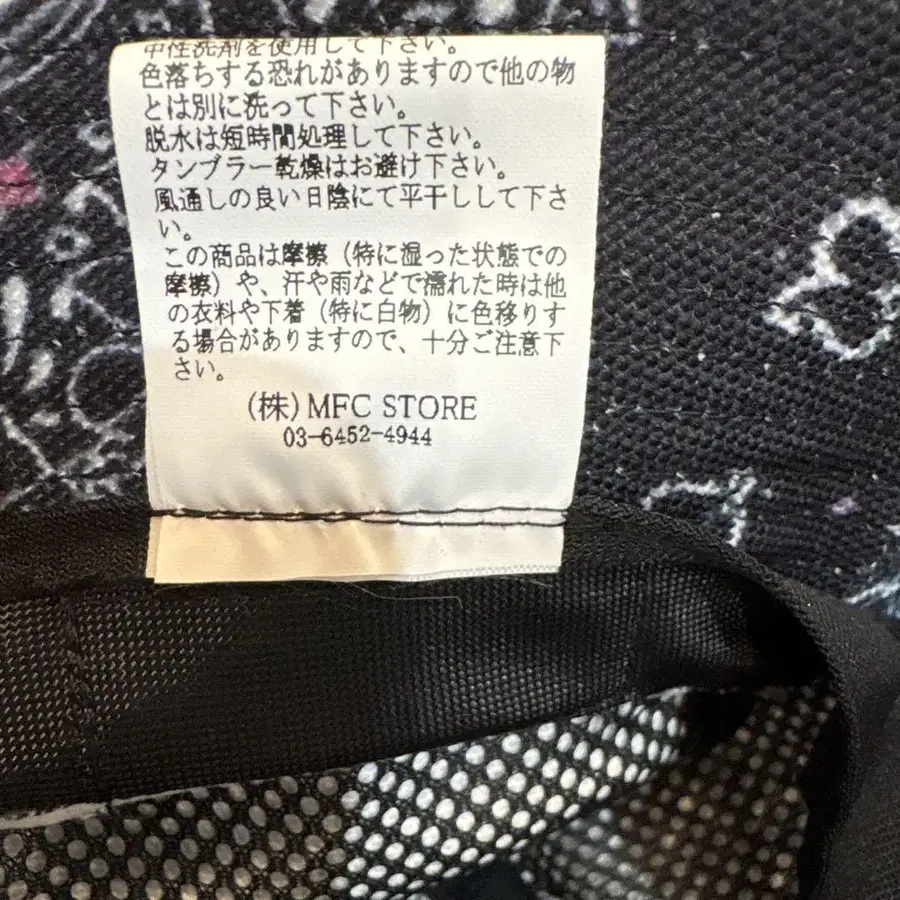 中性洗剤を使用して下さい。
色落ちする恐れがありますので他の物
とは別に洗って下さい。
脱水は短時間処理して下さい。
タンブラー乾燥はお避け下さい。
風通しの良い日陰にて平干しして下さ
い。
この商品は摩擦（特に湿った状態での
摩擦）や、汗や雨などで濡れた時は他
の衣料や下着（特に白物）に色移りす
る場合がありますので、十分ご注意下
さい。
(株) MFC STORE
03-6452-4944